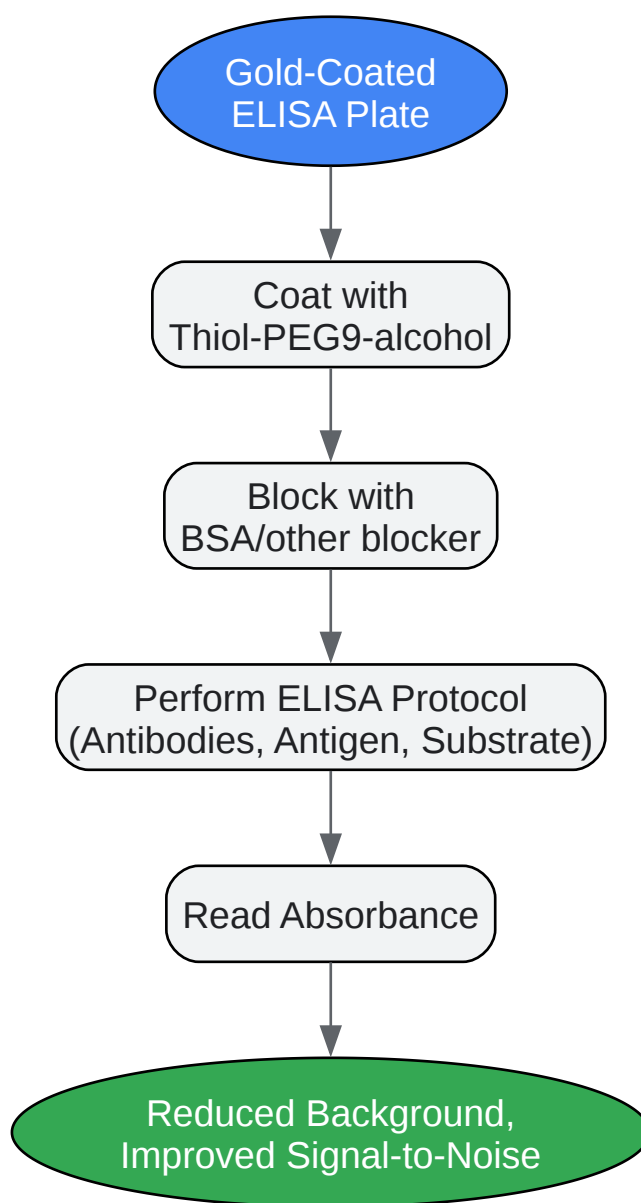 Gold-Coated
ELISA Plate
Coat with
Thiol-PEG9-alcohol
Block with
BSA/other blocker
Perform ELISA Protocol
(Antibodies, Antigen, Substrate)
Read Absorbance
Reduced Background,
Improved Signal-to-Noise